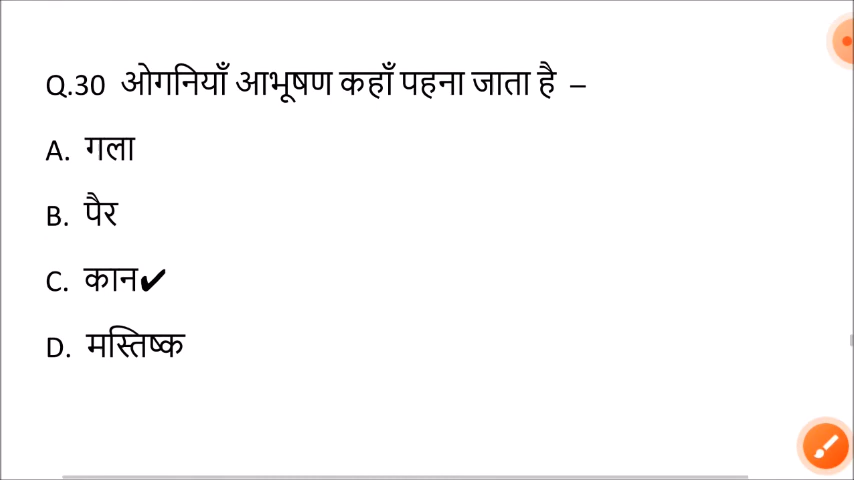 Q.30 ओगनियाँ आभूषण कहाँ पहना जाता है –
A. गला
B. पैर
C. कान✔
D. मस्तिष्क